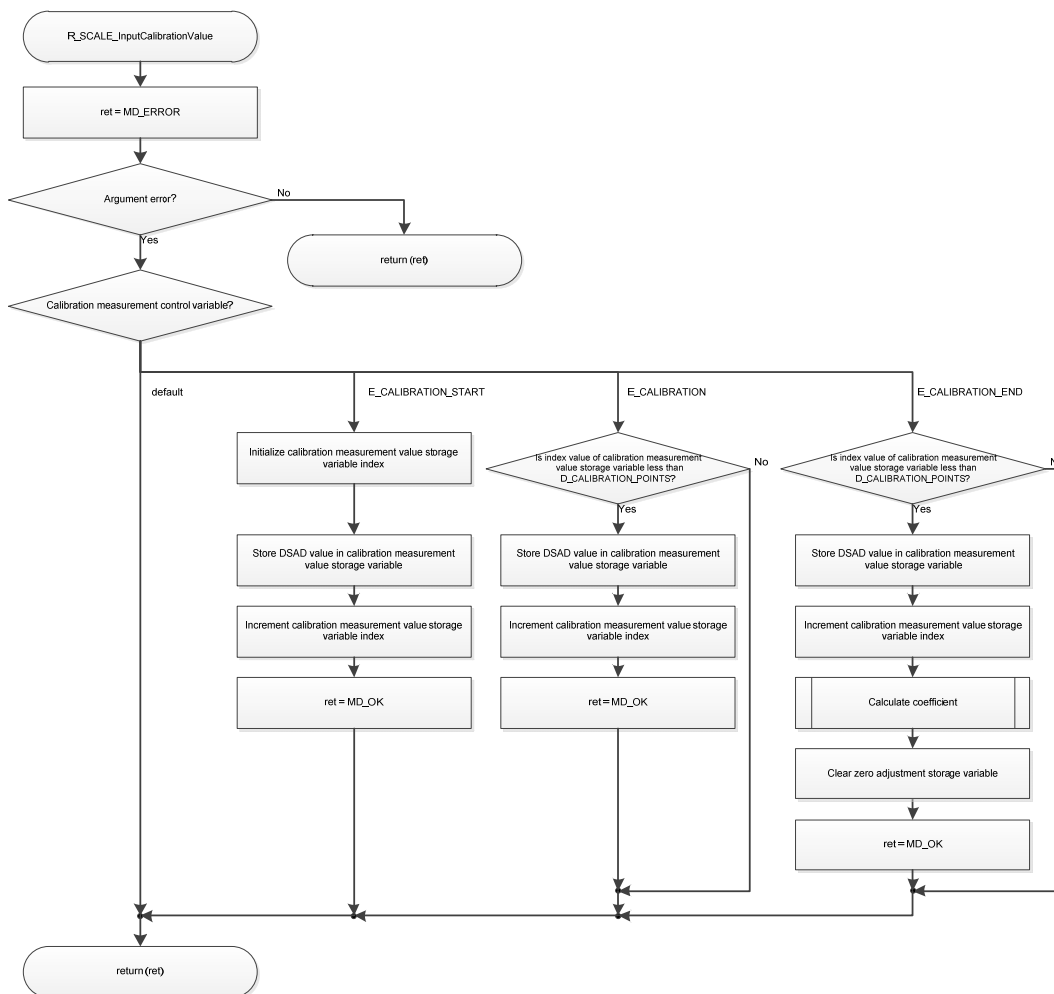 R_SCALE_InputCalibrationValue
ret = MD_ERROR
Argument error?
No
Yes
return (ret)
Calibration measurement control variable?
default
E_CALIBRATION_START
E_CALIBRATION
E_CALIBRATION_END
Initialize calibration measurement value storage
variable index
Is index value of calibration measurement
value storage variable less than
D_CALIBRATION_POINTS?
No
Yes
Is index value of calibration measurement
value storage variable less than
D_CALIBRATION_POINTS?
Yes
Store DSAD value in calibration measurement
value storage variable
Store DSAD value in calibration measurement
value storage variable
Store DSAD value in calibration measurement
value storage variable
Increment calibration measurement value storage
variable index
Increment calibration measurement value storage
variable index
Increment calibration measurement value storage
variable index
ret = MD_OK
ret = MD_OK
Calculate coefficient
Clear zero adjustment storage variable
ret = MD_OK
return (ret)